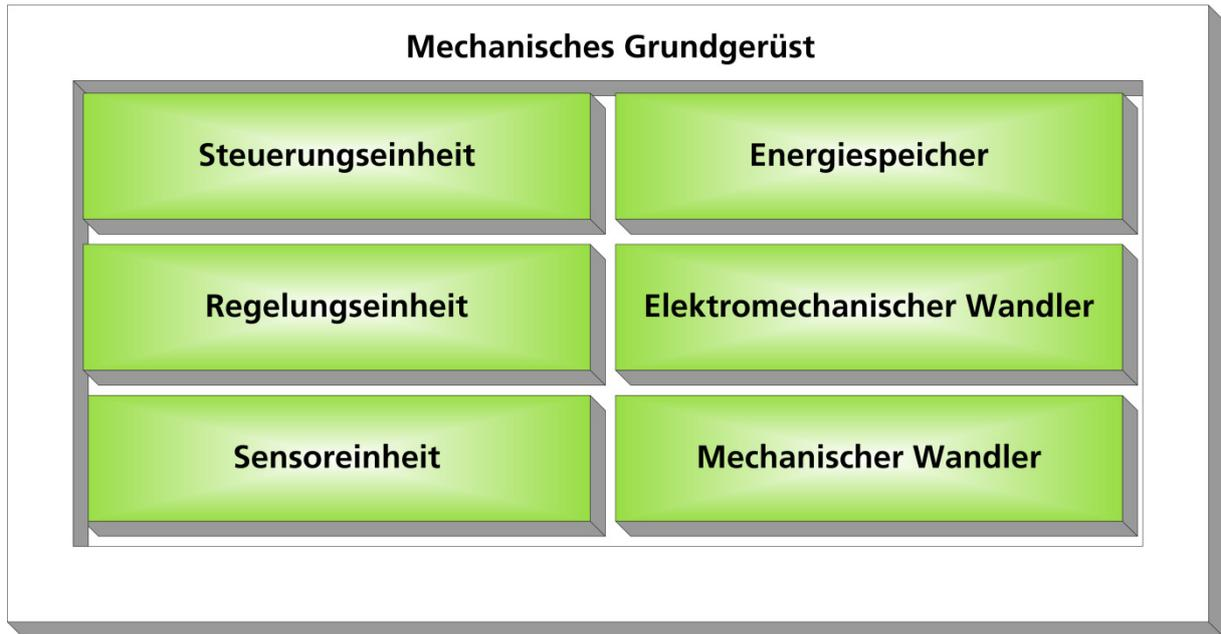 Mechanisches Grundgerüst
Steuerungseinheit
Energiespeicher
Regelungseinheit
Elektromechanischer Wandler
Sensoreinheit
Mechanischer Wandler